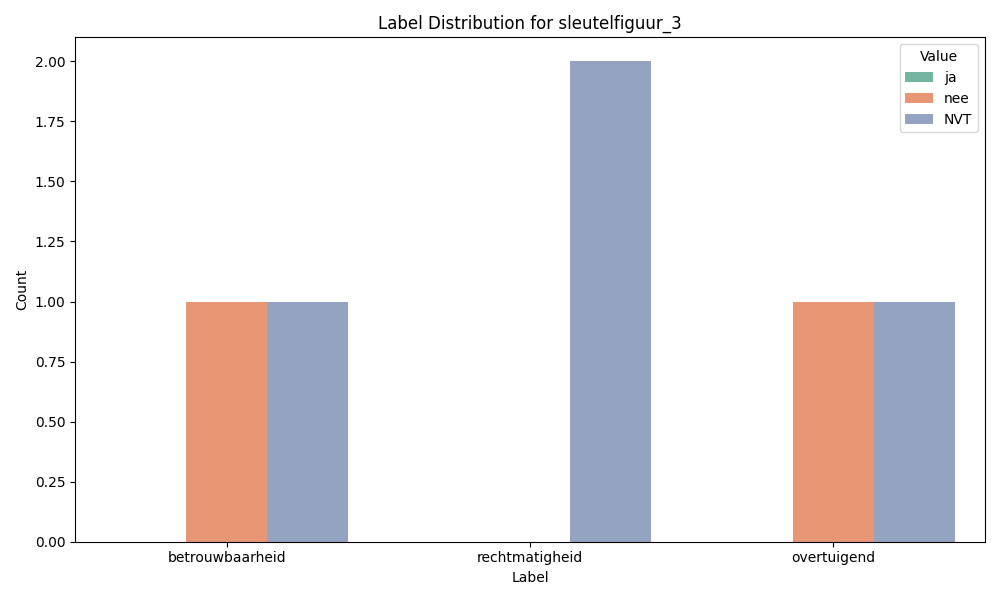 Label Distribution for sleutelfiguur_3
Value
ja
nee
NVT
Count
2.00
1.75
1.50
1.25
1.00
0.75
0.50
0.25
0.00
betrouwbaarheid
rechtmatigheid
overtuigend
Label